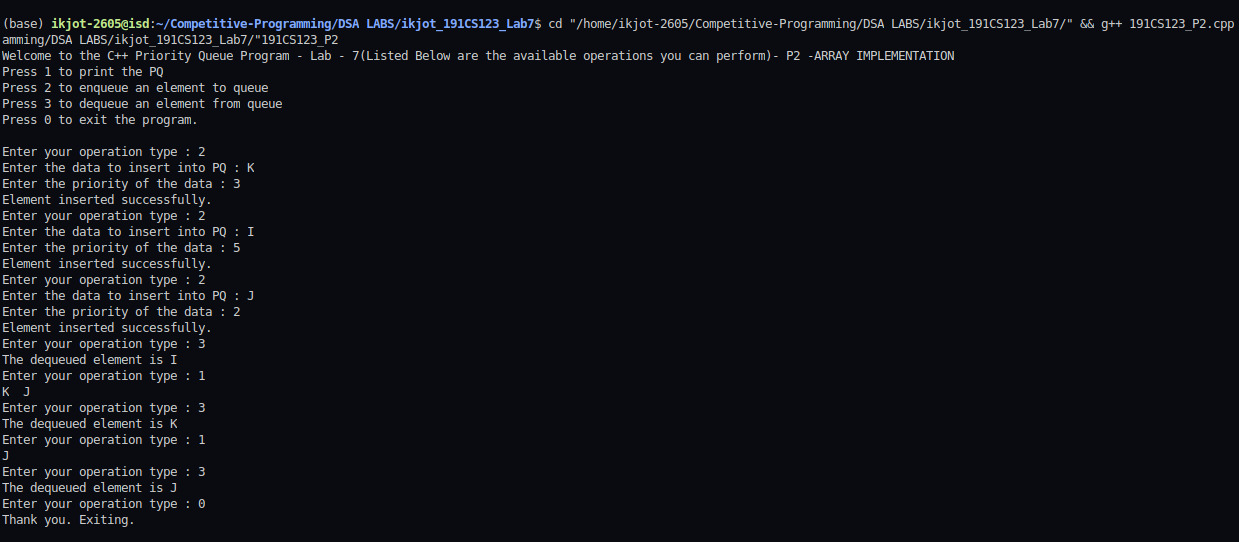 (base) ikjot-2605@isd:~/Competitive-Programming/DSA LABS/ikjot_191CS123_Lab7$ cd "/home/ikjot-2605/Competitive-Programming/DSA LABS/ikjot_191CS123_Lab7/" && g++ 191CS123_P2.cpp
amming/DSA LABS/ikjot_191CS123_Lab7/"191CS123_P2
Welcome to the C++ Priority Queue Program - Lab - 7(Listed Below are the available operations you can perform)- P2 -ARRAY IMPLEMENTATION
Press 1 to print the PQ
Press 2 to enqueue an element to queue
Press 3 to dequeue an element from queue
Press 0 to exit the program.

Enter your operation type : 2
Enter the data to insert into PQ : K
Enter the priority of the data : 3
Element inserted successfully.
Enter your operation type : 2
Enter the data to insert into PQ : I
Enter the priority of the data : 5
Element inserted successfully.
Enter your operation type : 2
Enter the data to insert into PQ : J
Enter the priority of the data : 2
Element inserted successfully.
Enter your operation type : 3
The dequeued element is I
Enter your operation type : 1
K  J
Enter your operation type : 3
The dequeued element is K
Enter your operation type : 1
J
Enter your operation type : 3
The dequeued element is J
Enter your operation type : 0
Thank you. Exiting.